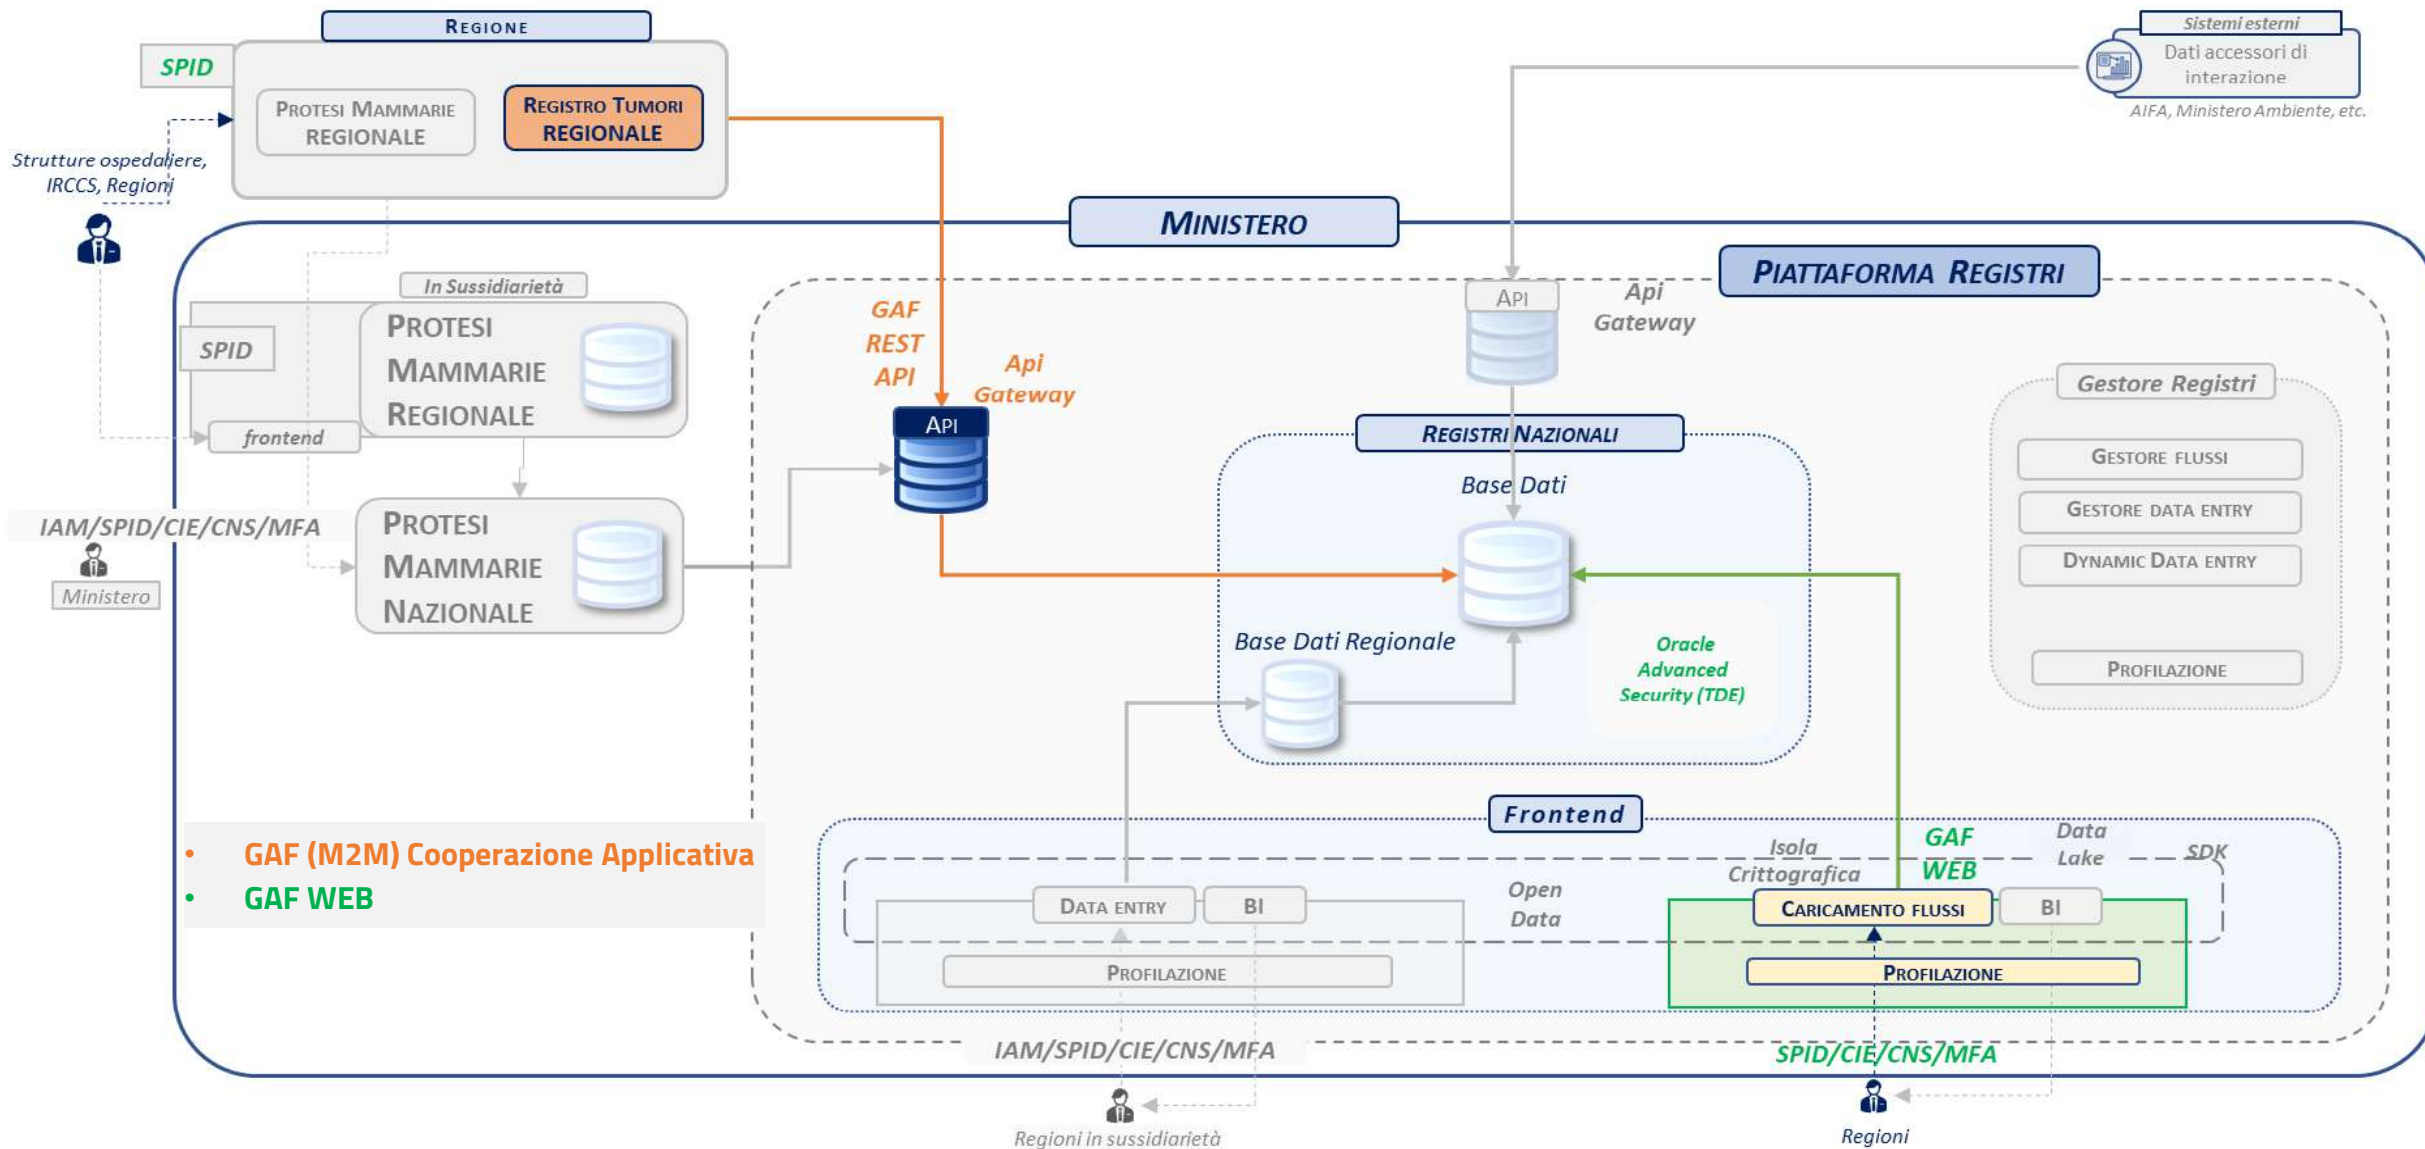 REGIONE
SPID
PROTESI MAMMARIE
REGIONALE
REGISTRO TUMORI
REGIONALE
Strutture ospedaliere,
IRCCS, Regioni
Sistemi esterni
Dati accessori di
interazione
AIFA, Ministero Ambiente, etc.
MINISTERO
PIATTAFORMA REGISTRI
In Sussidiarietà
SPID
PROTESI
MAMMARIE
REGIONALE
frontend
IAM/SPID/CIE/CNS/MFA
Ministero
PROTESI
MAMMARIE
NAZIONALE
GAF
REST
API
Api
Gateway
API
API
Api
Gateway
REGISTRI NAZIONALI
Base Dati
Base Dati Regionale
Oracle
Advanced
Security (TDE)
Gestore Registri
GESTORE FLUSSI
GESTORE DATA ENTRY
DYNAMIC DATA ENTRY
PROFILAZIONE
• GAF (M2M) Cooperazione Applicativa
• GAF WEB
Frontend
Isola
Crittografica
GAF
WEB
Data
Lake
SDK
Open
Data
DATA ENTRY
BI
PROFILAZIONE
CARICAMENTO FLUSSI
BI
PROFILAZIONE
IAM/SPID/CIE/CNS/MFA
SPID/CIE/CNS/MFA
Regioni in sussidiarietà
Regioni